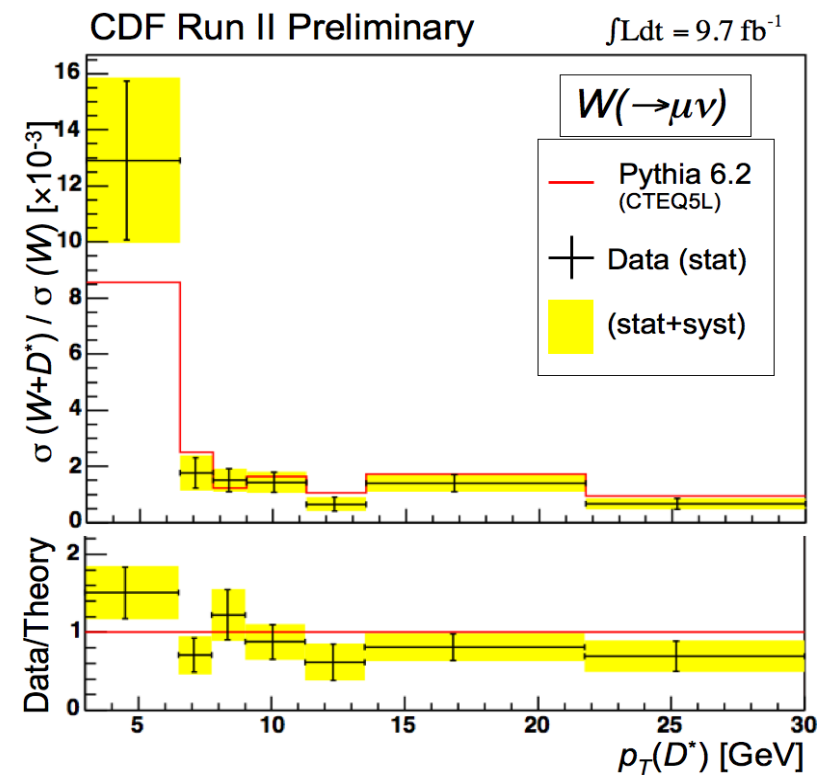 CDF Run II Preliminary
∫Ldt = 9.7 fb⁻¹
σ (W+D*) / σ (W) [×10⁻³]
16
14
12
10
8
6
4
2
0
W(→μν)
Pythia 6.2
(CTEQ5L)
Data (stat)
(stat+syst)
Data/Theory
2
1
0
5 10 15 20 25 30
p_T(D*) [GeV]